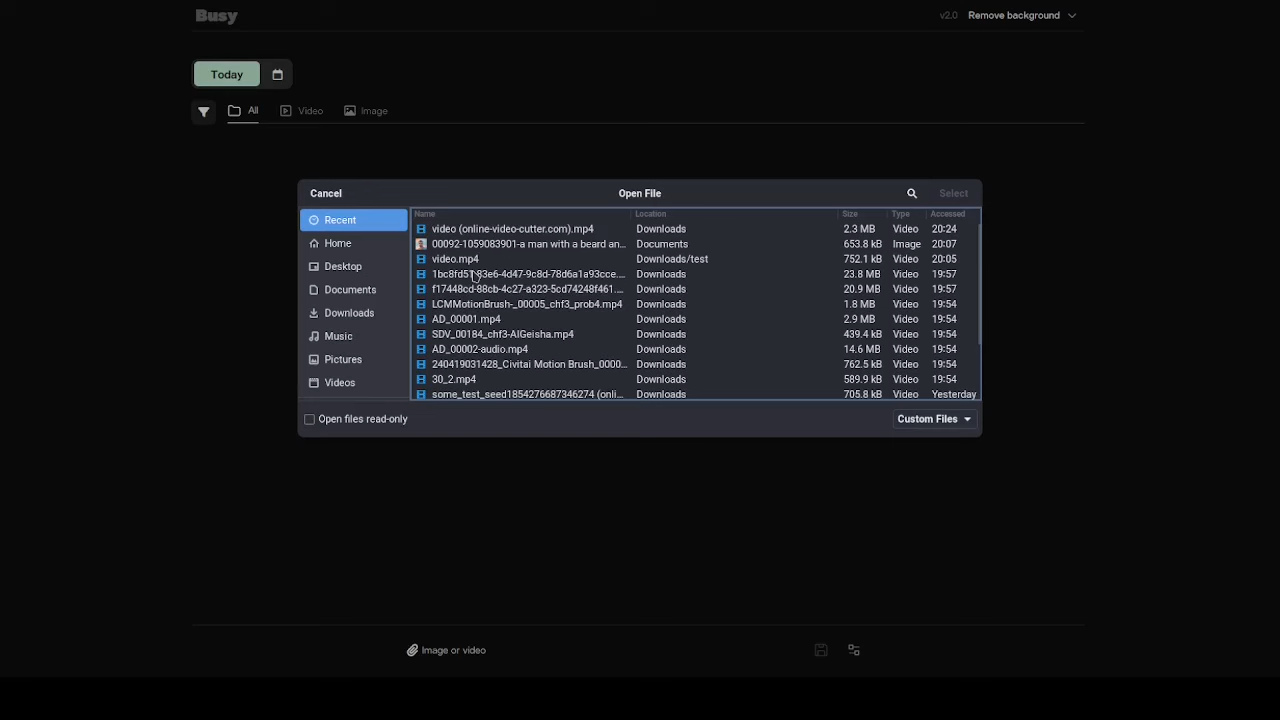 Busy
v2.0 Remove background
Today
All Video Image
Cancel Open File Select
Recent
Home
Desktop
Documents
Downloads
Music
Pictures
Videos
Name Location Size Type Accessed
video (online-video-cutter.com).mp4 Downloads 2.3 MB Video 20:24
00092-1059083901-a man with a beard an... Documents 653.8 kB Image 20:07
video.mp4 Downloads/test 752.1 kB Video 20:05
Downloads 23.8 MB Video 19:57
f17448cd-88cb-4c27-a323-5cd74248f461.... Downloads 20.9 MB Video 19:57
LCMMotionBrush-_00005_chf3_prob4.mp4 Downloads 1.8 MB Video 19:54
AD_00001.mp4 Downloads 2.9 MB Video 19:54
SDV_00184_chf3-AIGeisha.mp4 Downloads 439.4 kB Video 19:54
AD_00002-audio.mp4 Downloads 14.6 MB Video 19:54
240419031428_Civitai Motion Brush_0000... Downloads 762.5 kB Video 19:54
30_2.mp4 Downloads 589.9 kB Video 19:54
some_test_seed1854276687346274 (onli... Downloads 705.8 kB Video Yesterday
Open files read-only Custom Files
Image or video